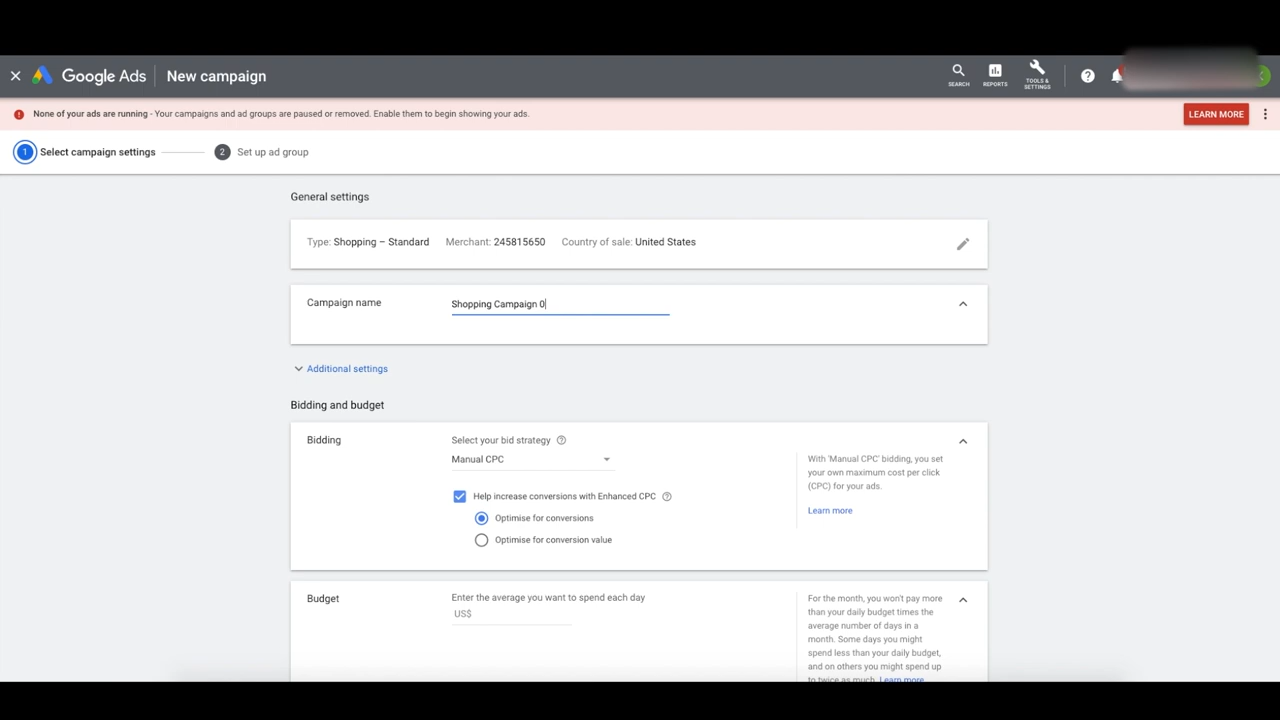 Google Ads
New campaign
SEARCH
REPORTS
TOOLS &
SETTINGS
None of your ads are running - Your campaigns and ad groups are paused or removed. Enable them to begin showing your ads.
LEARN MORE
1 Select campaign settings
2 Set up ad group
General settings
Type: Shopping – Standard Merchant: 245815650 Country of sale: United States
Campaign name
Shopping Campaign 0
Additional settings
Bidding and budget
Bidding
Select your bid strategy
Manual CPC
Help increase conversions with Enhanced CPC
Optimise for conversions
Optimise for conversion value
With 'Manual CPC' bidding, you set
your own maximum cost per click
(CPC) for your ads.
Learn more
Budget
Enter the average you want to spend each day
US$
For the month, you won't pay more
than your daily budget times the
average number of days in a
month. Some days you might
spend less than your daily budget,
and on others you might spend up
to twice as much. Learn more